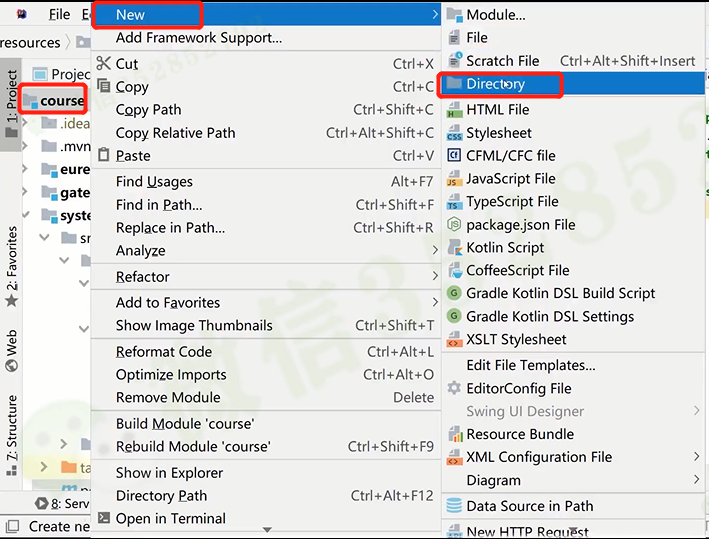 File
resources
1: Project
Projec
course
.idea
.mvn
eure
gate
syste
sr
ta
2: Favorites
Web
7: Structure
8: Serv
Create ne
New
Add Framework Support...
Cut Ctrl+X
Copy Ctrl+C
Copy Path Ctrl+Shift+C
Copy Relative Path Ctrl+Alt+Shift+C
Paste Ctrl+V
Find Usages Alt+F7
Find in Path... Ctrl+Shift+F
Replace in Path... Ctrl+Shift+R
Analyze
Refactor
Add to Favorites
Show Image Thumbnails Ctrl+Shift+T
Reformat Code Ctrl+Alt+L
Optimize Imports Ctrl+Alt+O
Remove Module Delete
Build Module 'course'
Rebuild Module 'course' Ctrl+Shift+F9
Show in Explorer
Directory Path Ctrl+Alt+F12
Open in Terminal
Module...
File
Scratch File Ctrl+Alt+Shift+Insert
Directory
HTML File
Stylesheet
CFML/CFC file
JavaScript File
TypeScript File
package.json File
Kotlin Script
CoffeeScript File
Gradle Kotlin DSL Build Script
Gradle Kotlin DSL Settings
XSLT Stylesheet
Edit File Templates...
EditorConfig File
Swing UI Designer
Resource Bundle
XML Configuration File
Diagram
Data Source in Path
New HTTP Request